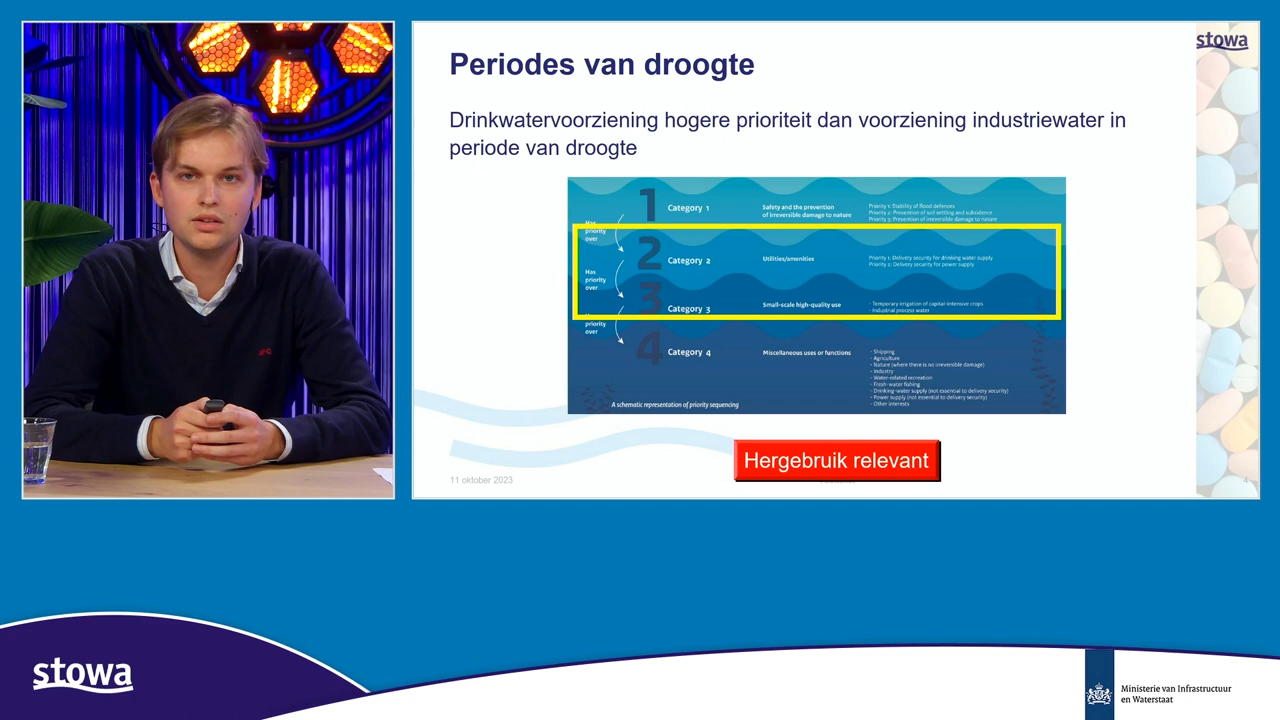 stowa
Periodes van droogte
Drinkwatervoorziening hogere prioriteit dan voorziening industriewater in
periode van droogte
1
Category 1
Safety and the prevention
of irreversible damage to nature
Priority 1: Stability of flood defences
Priority 2: Prevention of soil settling and subsidence
Priority 3: Prevention of irreversible damage to nature
Has
priority
over
2
Category 2
Utilities/amenities
Priority 1: Delivery security for drinking water supply
Priority 2: Delivery security for power supply
Has
priority
over
3
Category 3
Small-scale high-quality use
- Temporary irrigation of capital-intensive crops
- Industrial process water
priority
over
4
Category 4
Miscellaneous uses or functions
- Shipping
- Agriculture
- Nature (where there is no irreversible damage)
- Industry
- Water-related recreation
- Fresh-water fishing
- Drinking-water supply (not essential to delivery security)
- Power supply (not essential to delivery security)
- Other interests
A schematic representation of priority sequencing
Hergebruik relevant
11 oktober 2023
4
stowa
Ministerie van Infrastructuur
en Waterstaat